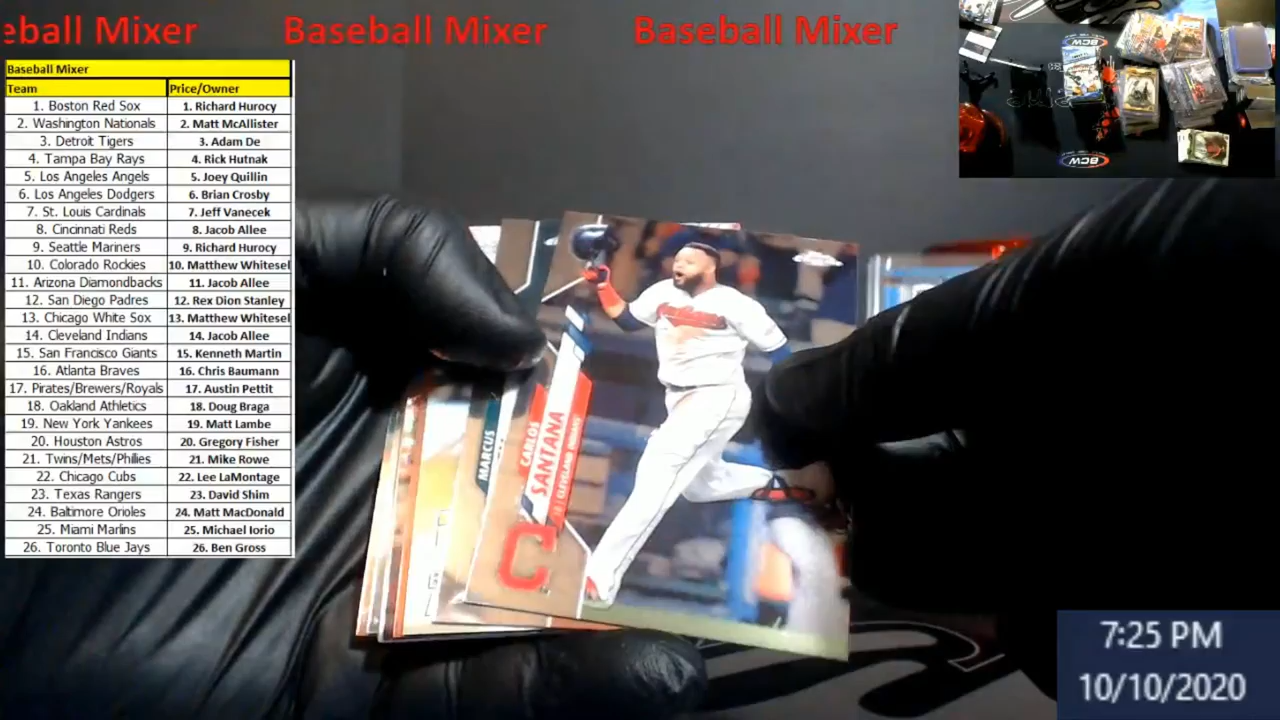 eball Mixer Baseball Mixer Baseball Mixer
Baseball Mixer
Team Price/Owner
1. Boston Red Sox 1. Richard Hurocy
2. Washington Nationals 2. Matt McAllister
3. Detroit Tigers 3. Adam De
4. Tampa Bay Rays 4. Rick Hutnak
5. Los Angeles Angels 5. Joey Quillin
6. Los Angeles Dodgers 6. Brian Crosby
7. St. Louis Cardinals 7. Jeff Vanecek
8. Cincinnati Reds 8. Jacob Allee
9. Seattle Mariners 9. Richard Hurocy
10. Colorado Rockies 10. Matthew Whitesel
11. Arizona Diamondbacks 11. Jacob Allee
12. San Diego Padres 12. Rex Dion Stanley
13. Chicago White Sox 13. Matthew Whitesel
14. Cleveland Indians 14. Jacob Allee
15. San Francisco Giants 15. Kenneth Martin
16. Atlanta Braves 16. Chris Baumann
17. Pirates/Brewers/Royals 17. Austin Pettit
18. Oakland Athletics 18. Doug Braga
19. New York Yankees 19. Matt Lambe
20. Houston Astros 20. Gregory Fisher
21. Twins/Mets/Phillies 21. Mike Rowe
22. Chicago Cubs 22. Lee LaMontage
23. Texas Rangers 23. David Shim
24. Baltimore Orioles 24. Matt MacDonald
25. Miami Marlins 25. Michael Iorio
26. Toronto Blue Jays 26. Ben Gross
BCW
BCW
MARCUS
CARLOS
SANTANA
CLEVELAND INDIANS
C
7:25 PM
10/10/2020